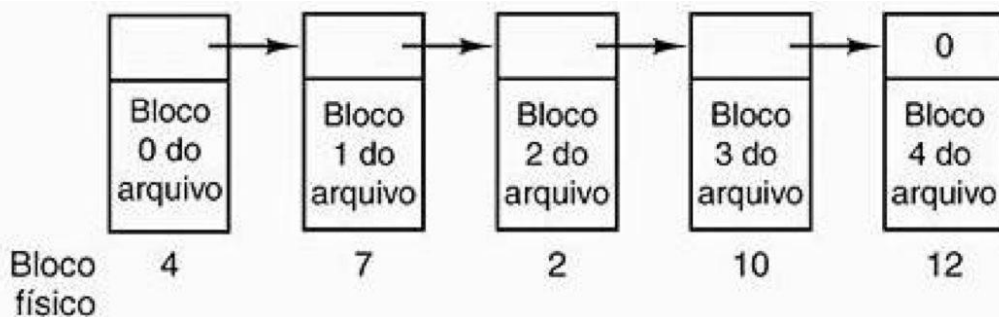 0
Bloco 0 do arquivo
Bloco 1 do arquivo
Bloco 2 do arquivo
Bloco 3 do arquivo
Bloco 4 do arquivo
Bloco físico 4 7 2 10 12